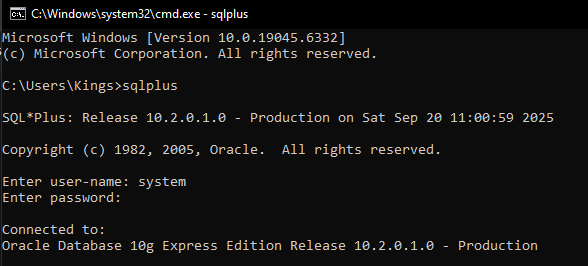 C:\Windows\system32\cmd.exe - sqlplus
Microsoft Windows [Version 10.0.19045.6332]
(c) Microsoft Corporation. All rights reserved.
C:\Users\Kings>sqlplus
SQL*Plus: Release 10.2.0.1.0 - Production on Sat Sep 20 11:00:59 2025
Copyright (c) 1982, 2005, Oracle.  All rights reserved.
Enter user-name: system
Enter password:
Connected to:
Oracle Database 10g Express Edition Release 10.2.0.1.0 - Production